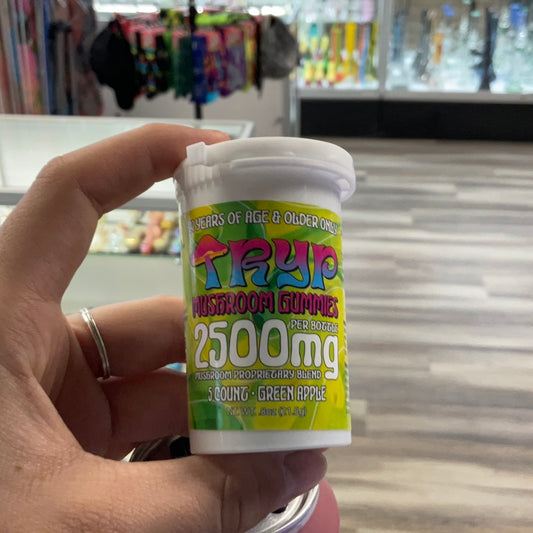 YEARS OF AGE & OLDER ONLY
TRYP
MUSHROOM GUMMIES
2500mg
PER BOTTLE
MUSHROOM PROPRIETARY BLEND
5 COUNT · GREEN APPLE
NET WT .8oz